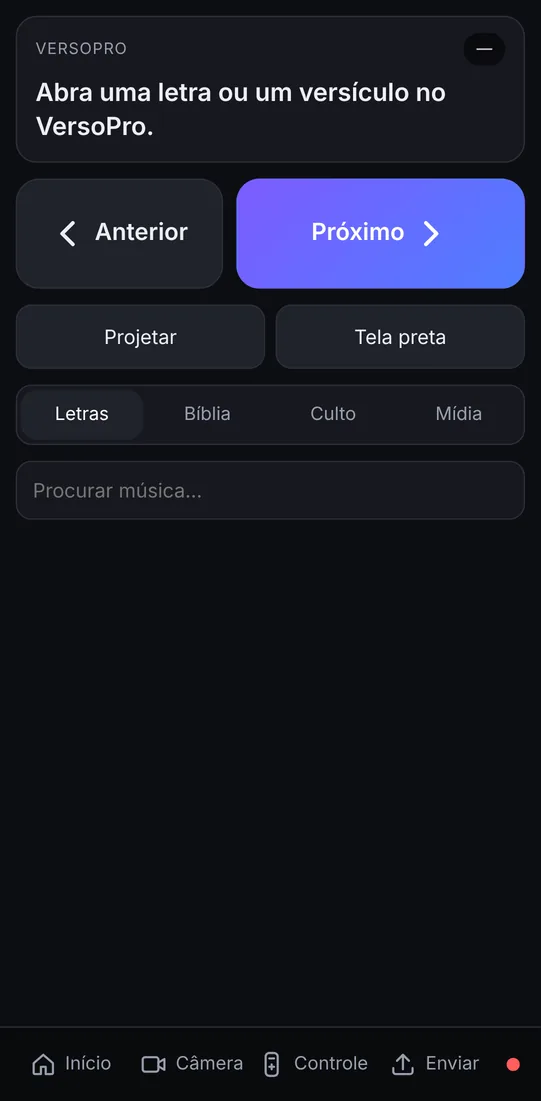 VERSOPRO
—
Abra uma letra ou um versículo no
VersoPro.
Anterior
Próximo
Projetar
Tela preta
Letras
Bíblia
Culto
Mídia
Procurar música...
Início
Câmera
Controle
Enviar